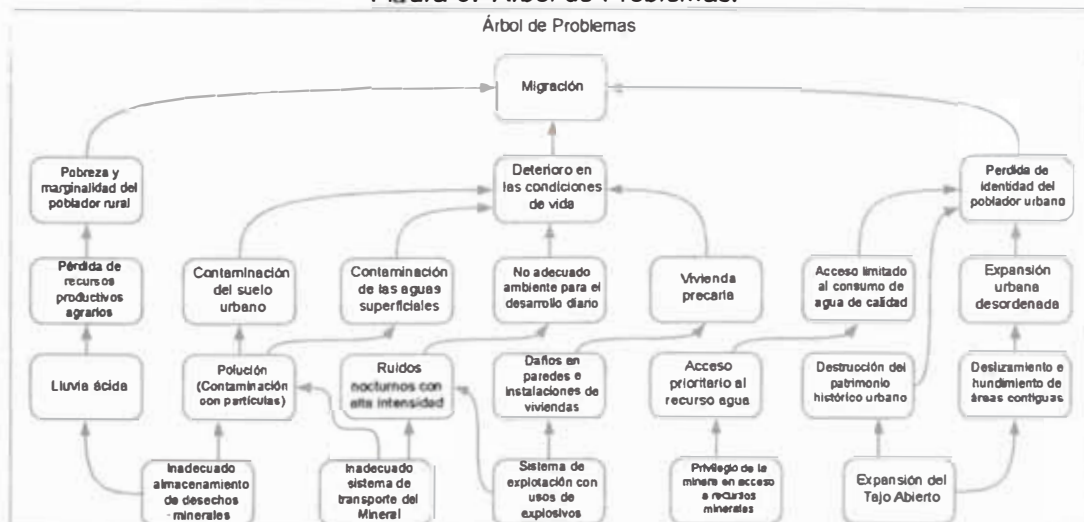 Figura 6. Árbol de Problemas.
Árbol de Problemas
Migración
Pobreza y
marginalidad del
poblador rural
Deterioro en
las condiciones
de vida
Perdida de
identidad del
poblador urbano
Pérdida de
recursos
productivos
agrarios
Contaminación
del suelo
urbano
Contaminación
de las aguas
superficiales
No adecuado
ambiente para el
desarrollo diario
Vivienda
precaria
Acceso limitado
al consumo de
agua de calidad
Expansión
urbana
desordenada
Lluvia ácida
Polución
(Contaminación
con partículas)
Ruidos
nocturnos con
alta intensidad
Daños en
paredes e
instalaciones de
viviendas
Acceso
prioritario al
recurso agua
Destrucción del
patrimonio
histórico urbano
Deslizamiento e
hundimiento de
áreas contiguas
Inadecuado
almacenamiento
de desechos
minerales
Inadecuado
sistema de
transporte del
Mineral
Sistema de
explotación con
usos de
explosivos
Privilegio de la
minera en acceso
a recursos
minerales
Expansión del
Tajo Abierto